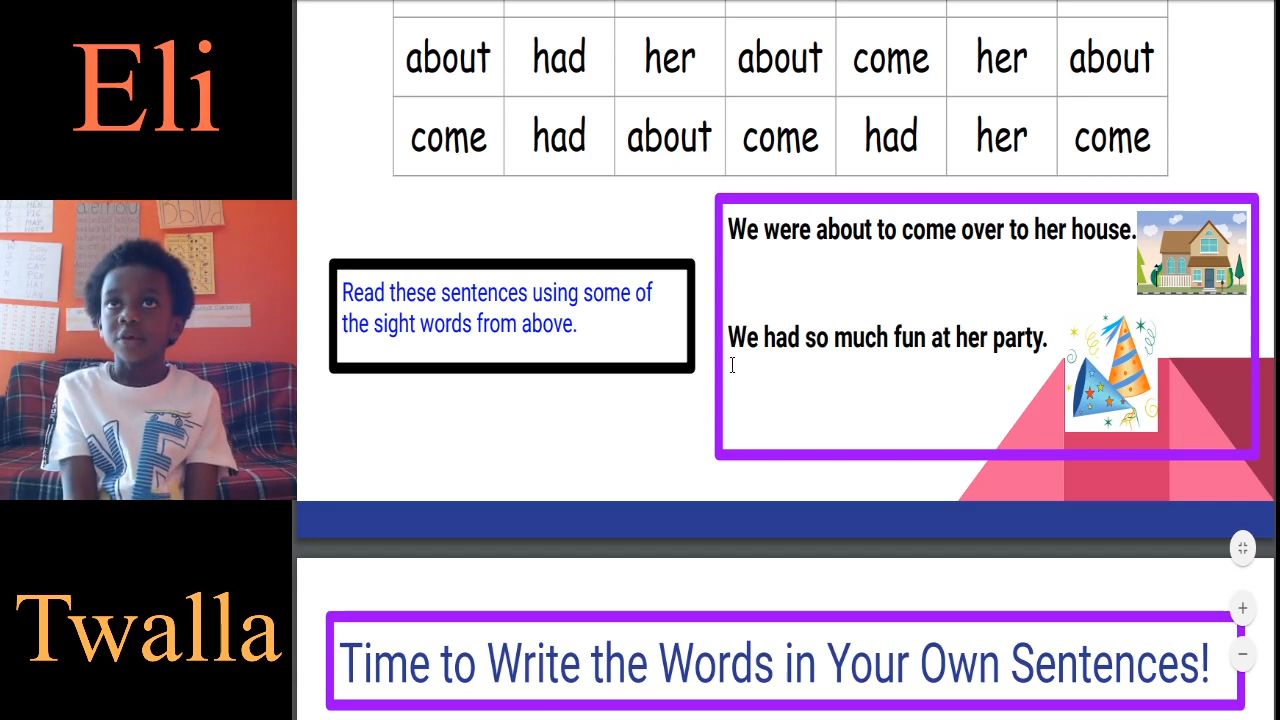 Eli
about had her about come her about
come had about come had her come
We were about to come over to her house.
Read these sentences using some of
the sight words from above.
We had so much fun at her party.
Twalla
Time to Write the Words in Your Own Sentences!